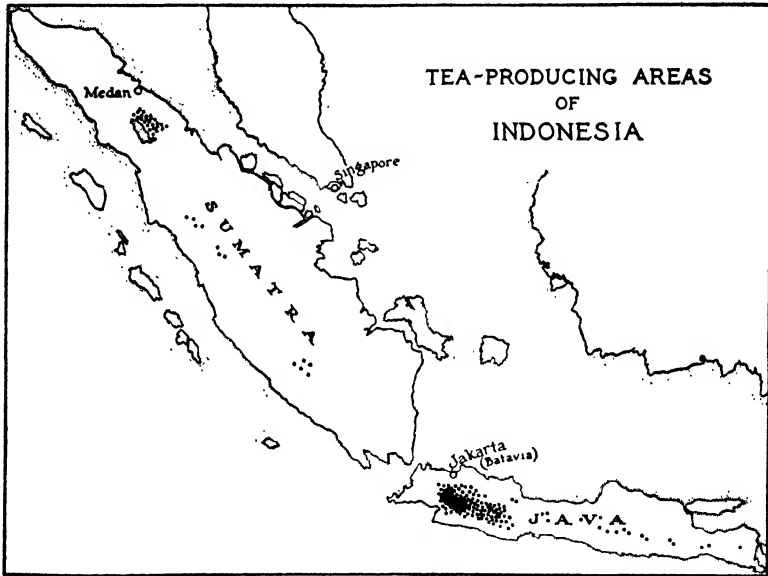 TEA-PRODUCING AREAS
OF
INDONESIA
Medan
Singapore
SUMATRA
Jakarta
(Batavia)
JAVA